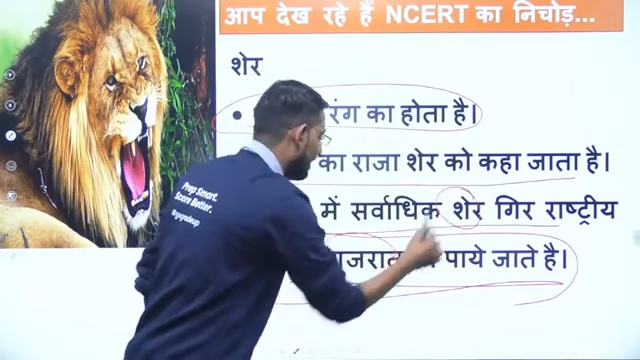 आप देख रहे हैं NCERT का निचोड़...
शेर
रंग का होता है।
का राजा शेर को कहा जाता है।
में सर्वाधिक शेर गिर राष्ट्रीय
पाये जाते है।
Prep Smart.
Score Better.